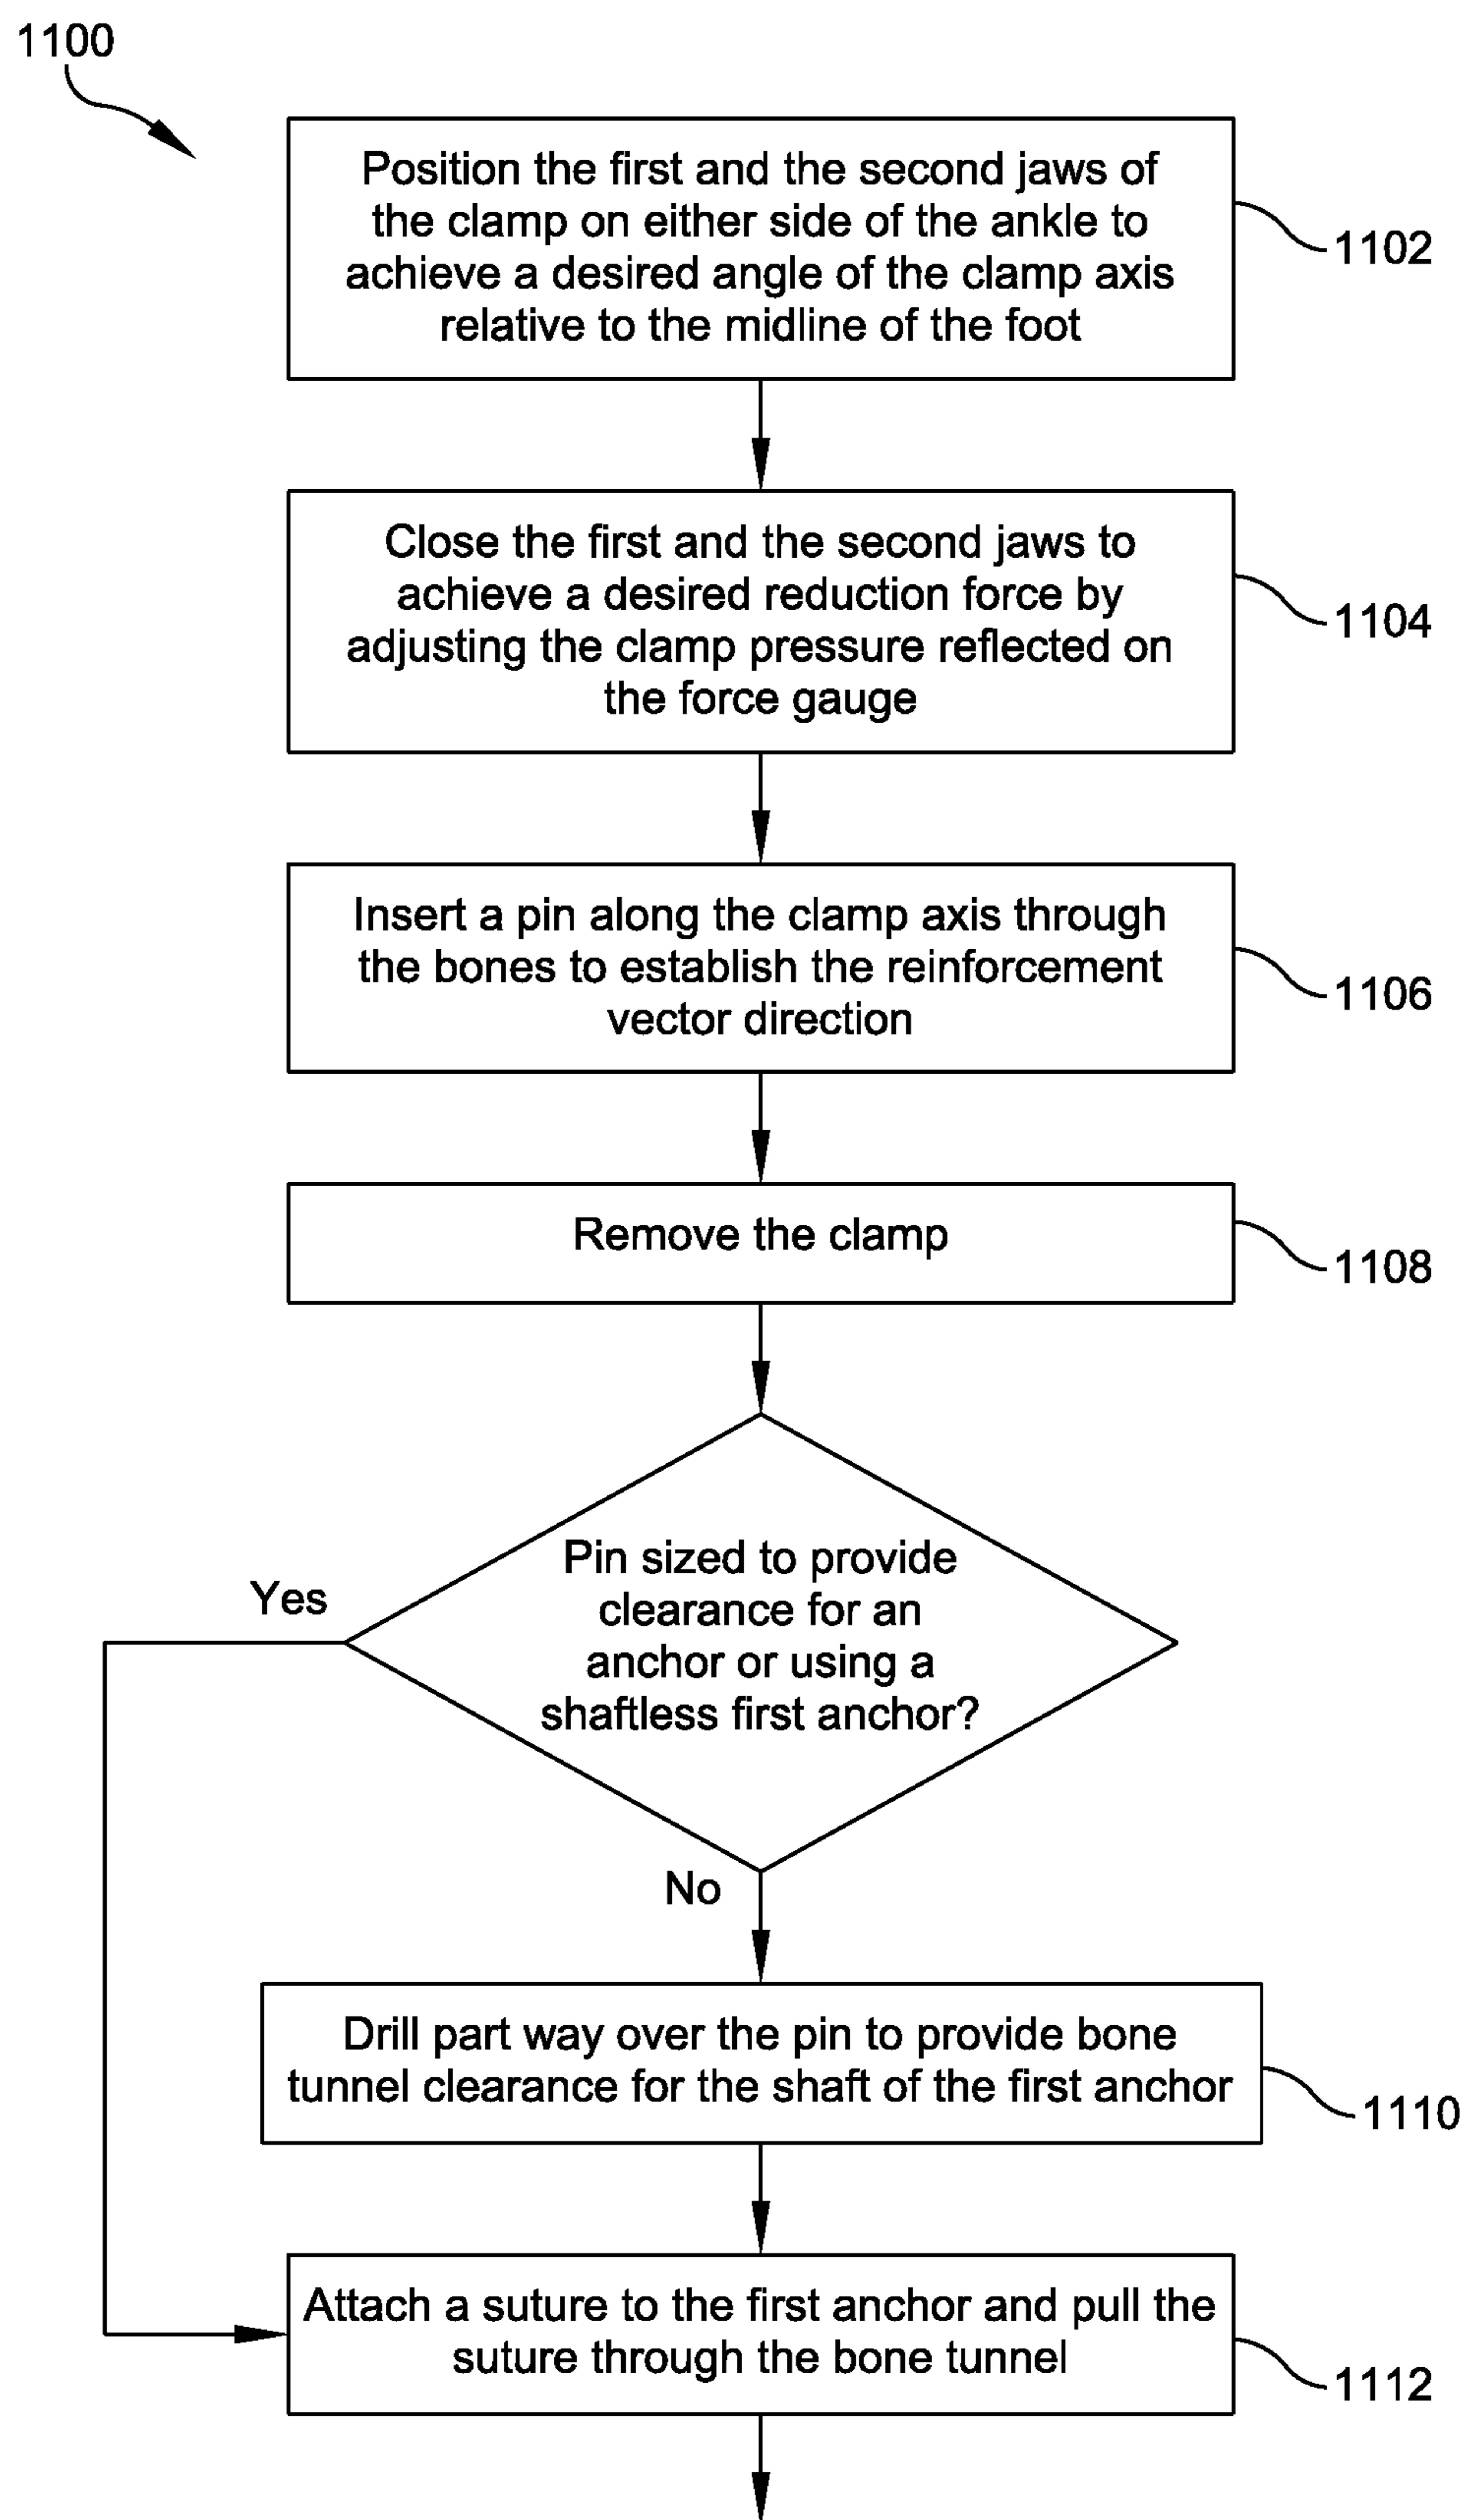 1100
Position the first and the second jaws of
the clamp on either side of the ankle to
achieve a desired angle of the clamp axis
relative to the midline of the foot
1102
Close the first and the second jaws to
achieve a desired reduction force by
adjusting the clamp pressure reflected on
the force gauge
1104
Insert a pin along the clamp axis through
the bones to establish the reinforcement
vector direction
1106
Remove the clamp
1108
Pin sized to provide
clearance for an
anchor or using a
shaftless first anchor?
Yes
No
Drill part way over the pin to provide bone
tunnel clearance for the shaft of the first anchor
1110
Attach a suture to the first anchor and pull the
suture through the bone tunnel
1112